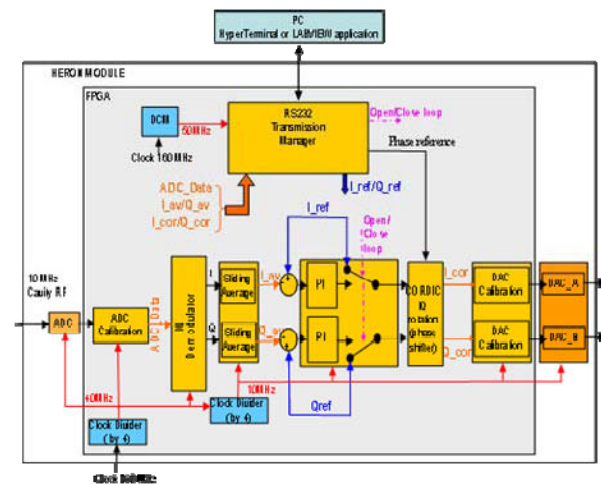 PC
HyperTerminal or LABVIEW application
HERON MODULE
FPGA
DCM
50MHz
Clock 160MHz
RS232
Transmission
Manager
Open/Close loop
Phase reference
ADC_Data
I_av/Q_av
I_cor/Q_cor
I_ref/Q_ref
I_ref
Open/
Close
loop
10MHz
Cavity RF
ADC
ADC
Calibration
ADC_Data
IQ
Demodulator
I
Q
Sliding
Average
Sliding
Average
I_av
Q_av
PI
PI
CORDIC
IQ
rotation
(phase
shifter)
I_cor
Q_cor
DAC
Calibration
DAC
Calibration
DAC_A
DAC_B
40MHz
10MHz
Qref
Clock Divider
(by 4)
Clock Divider
(by 4)